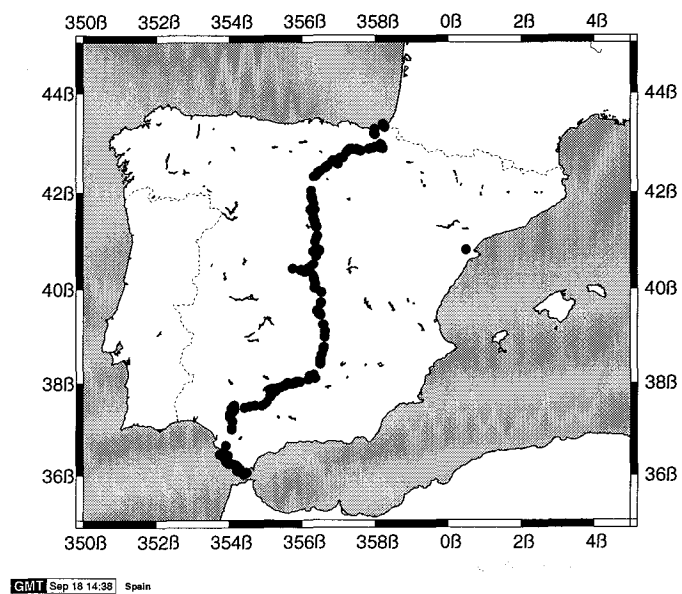 350ß 352ß 354ß 356ß 358ß 0ß 2ß 4ß
44ß 44ß
42ß 42ß
40ß 40ß
38ß 38ß
36ß 36ß
350ß 352ß 354ß 356ß 358ß 0ß 2ß 4ß
GMT Sep 18 14:38 Spain